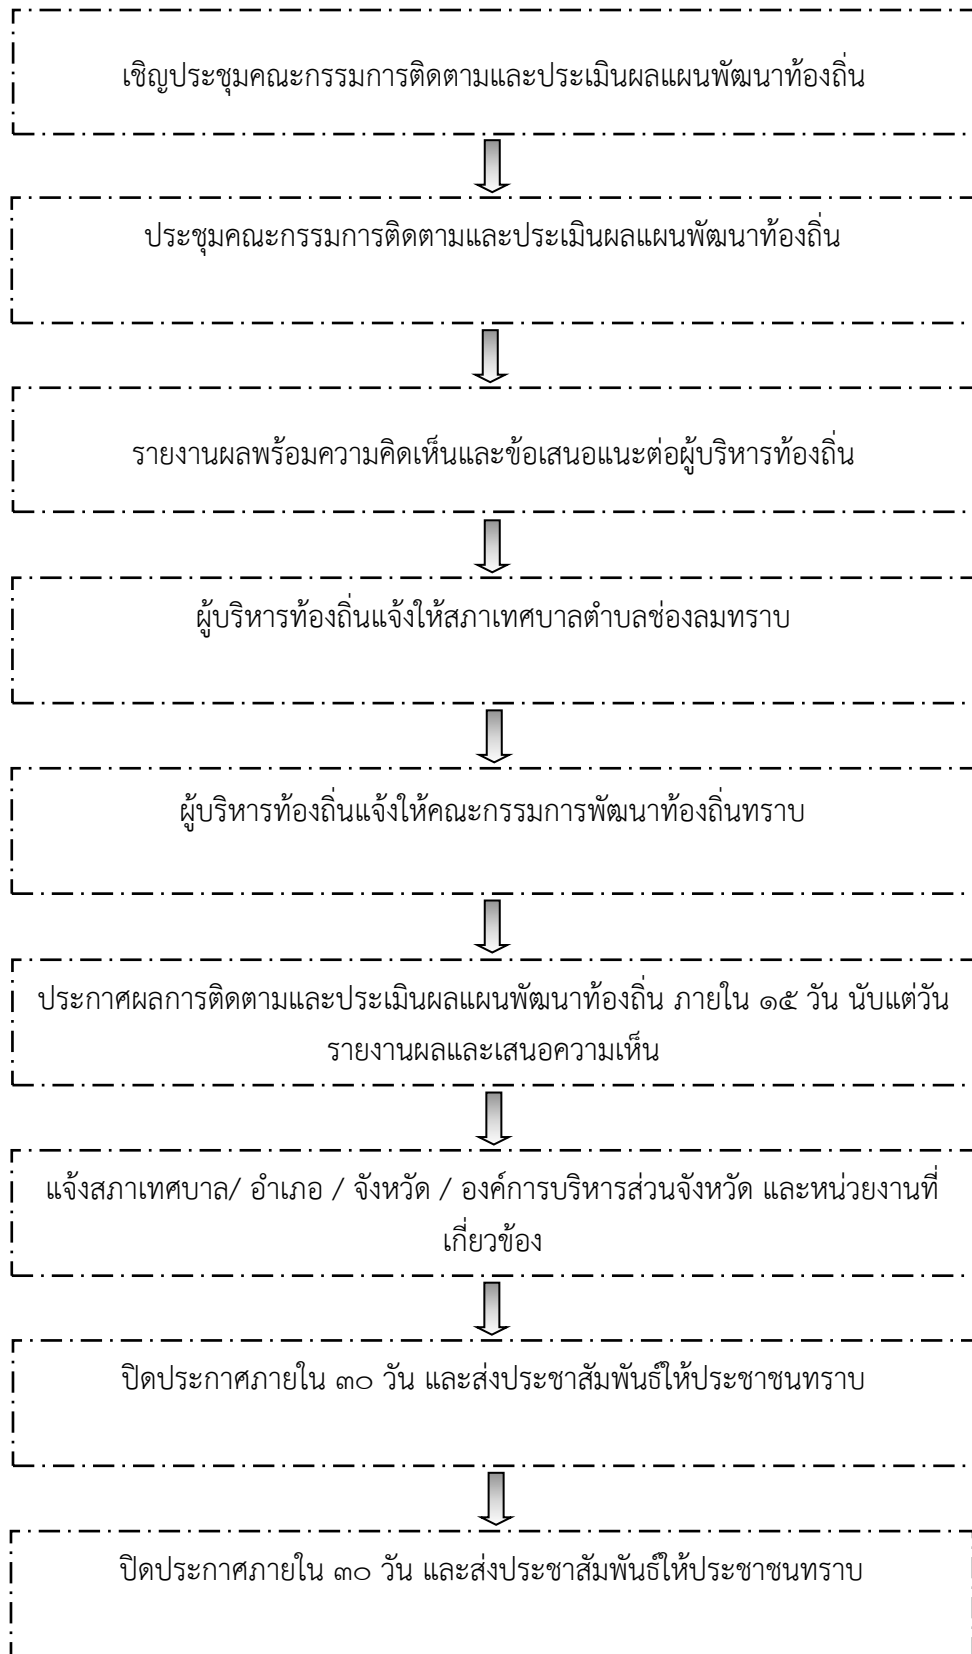 เชิญประชุมคณะกรรมการติดตามและประเมินผลแผนพัฒนาท้องถิ่น
ประชุมคณะกรรมการติดตามและประเมินผลแผนพัฒนาท้องถิ่น
รายงานผลพร้อมความคิดเห็นและข้อเสนอแนะต่อผู้บริหารท้องถิ่น
ผู้บริหารท้องถิ่นแจ้งให้สภาเทศบาลตำบลช่องลมทราบ
ผู้บริหารท้องถิ่นแจ้งให้คณะกรรมการพัฒนาท้องถิ่นทราบ
ประกาศผลการติดตามและประเมินผลแผนพัฒนาท้องถิ่น ภายใน ๑๕ วัน นับแต่วัน
รายงานผลและเสนอความเห็น
แจ้งสภาเทศบาล/ อำเภอ / จังหวัด / องค์การบริหารส่วนจังหวัด และหน่วยงานที่
เกี่ยวข้อง
ปิดประกาศภายใน ๓๐ วัน และส่งประชาสัมพันธ์ให้ประชาชนทราบ
ปิดประกาศภายใน ๓๐ วัน และส่งประชาสัมพันธ์ให้ประชาชนทราบ